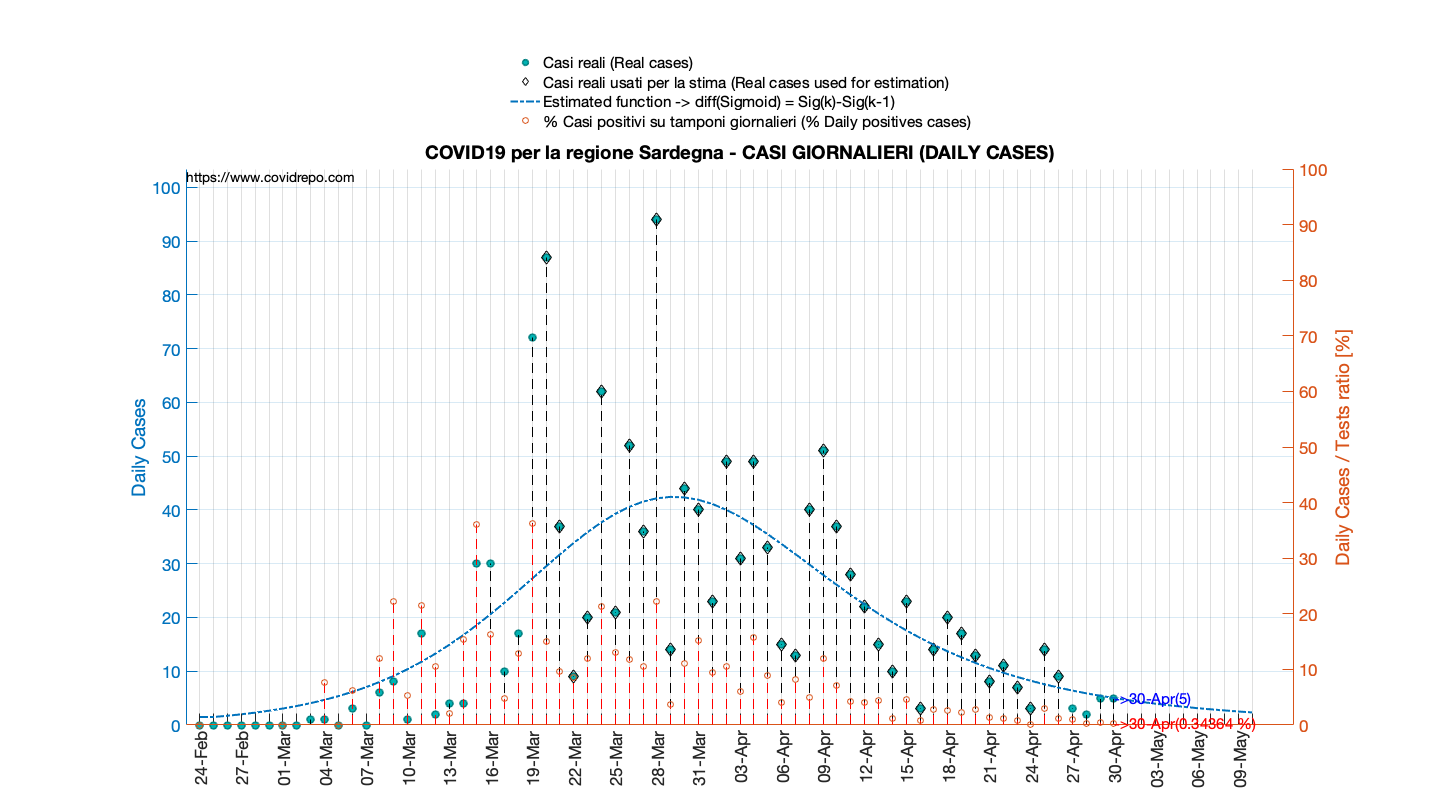 Casi reali (Real cases)
Casi reali usati per la stima (Real cases used for estimation)
Estimated function -> diff(Sigmoid) = Sig(k)-Sig(k-1)
% Casi positivi su tamponi giornalieri (% Daily positives cases)
COVID19 per la regione Sardegna - CASI GIORNALIERI (DAILY CASES)
https://www.covidrepo.com
Daily Cases
100
90
80
70
60
50
40
30
20
10
0
100
90
80
70
60
50
40
30
20
10
0
Daily Cases / Tests ratio [%]
>30-Apr(5)
>30-Apr(0.34364 %)
24-Feb
27-Feb
01-Mar
04-Mar
07-Mar
10-Mar
13-Mar
16-Mar
19-Mar
22-Mar
25-Mar
28-Mar
31-Mar
03-Apr
06-Apr
09-Apr
12-Apr
15-Apr
18-Apr
21-Apr
24-Apr
27-Apr
30-Apr
03-May
06-May
09-May